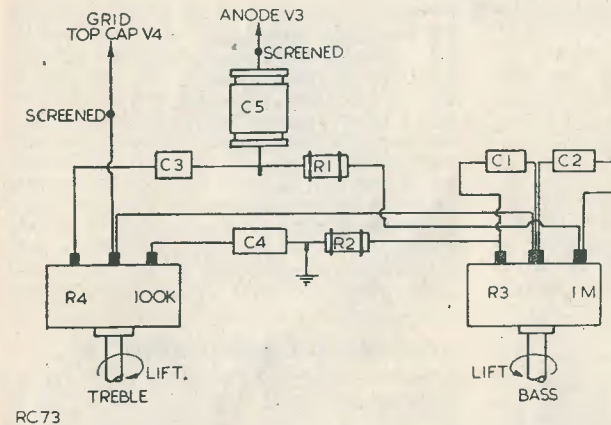 GRID
TOP CAP V4
ANODE V3
SCREENED
SCREENED
C5
C3
R1
C1
C2
C4
R2
R4
100K
R3
1M
LIFT.
LIFT
TREBLE
BASS
RC73